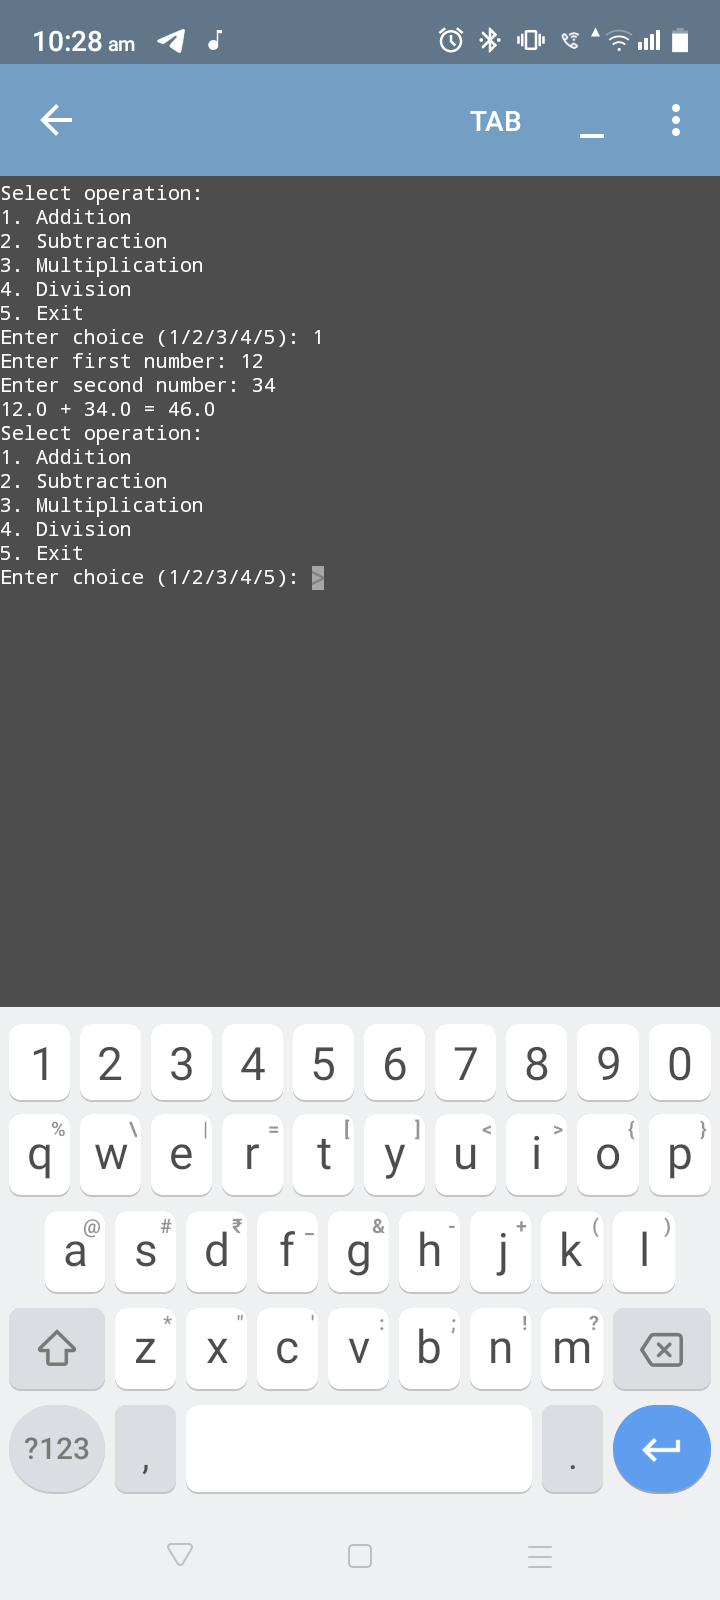 10:28 am
TAB
Select operation:
1. Addition
2. Subtraction
3. Multiplication
4. Division
5. Exit
Enter choice (1/2/3/4/5): 1
Enter first number: 12
Enter second number: 34
12.0 + 34.0 = 46.0
Select operation:
1. Addition
2. Subtraction
3. Multiplication
4. Division
5. Exit
Enter choice (1/2/3/4/5): >
1 2 3 4 5 6 7 8 9 0
q % w \ e | r = t [ y ] u < i > o { p }
a @ s # d ₹ f _ g & h - j + k ( l )
z * x " c ' v : b ; n ! m ?
?123 , .